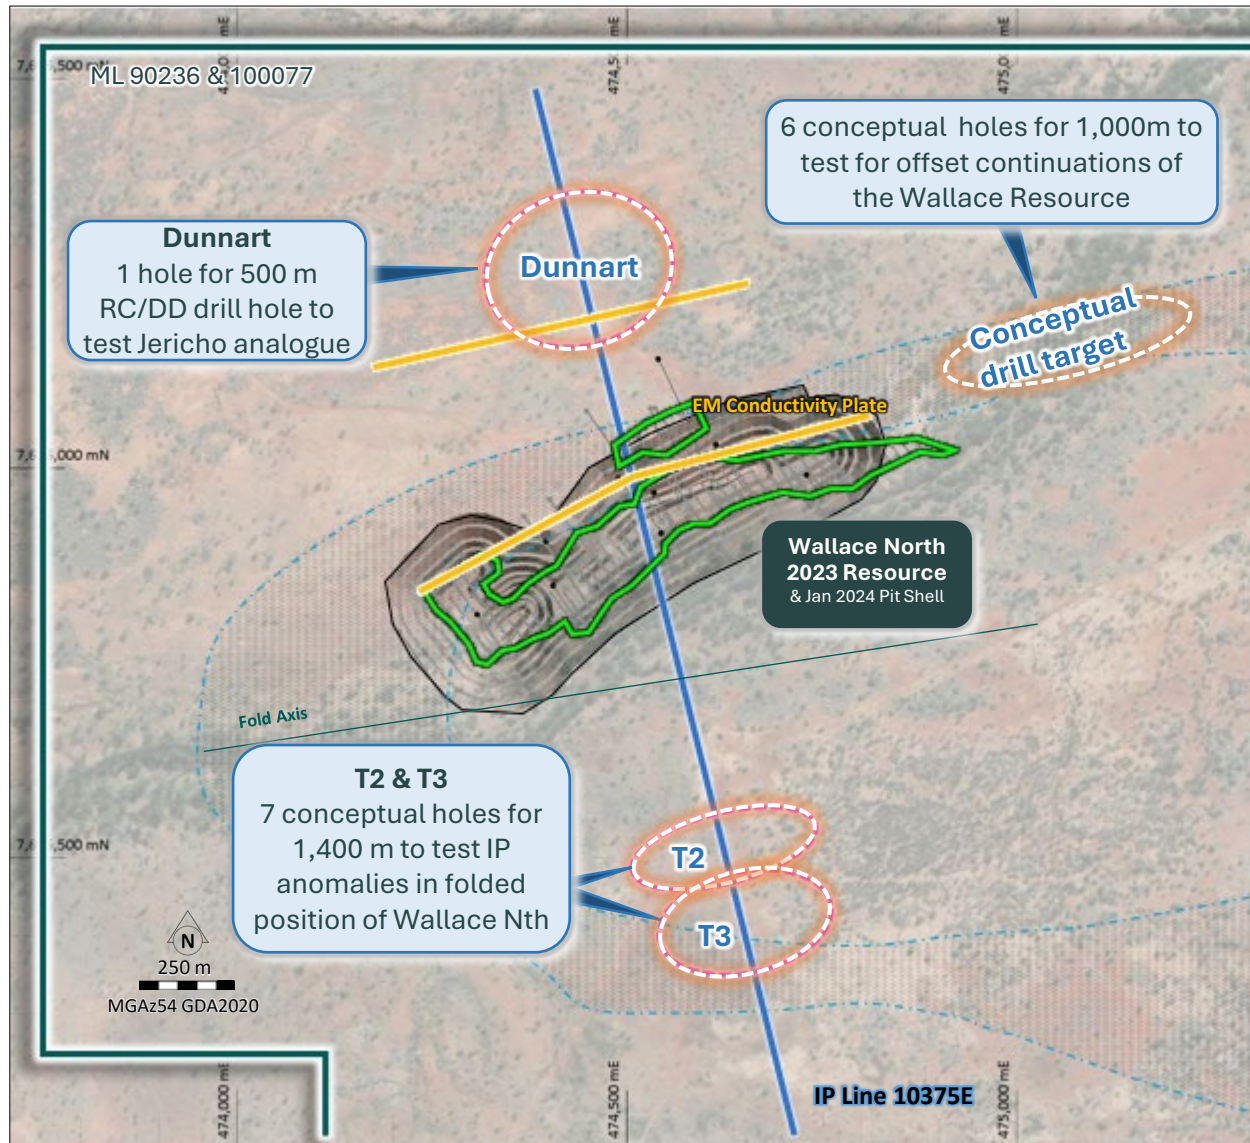 ML 90236 & 100077
6 conceptual holes for 1,000m to
test for offset continuations of
the Wallace Resource
Dunnart
1 hole for 500 m
RC/DD drill hole to
test Jericho analogue
Dunnart
Conceptual
drill target
EM Conductivity Plate
,000 mN
Wallace North
2023 Resource
& Jan 2024 Pit Shell
Fold Axis
T2 & T3
7 conceptual holes for
1,400 m to test IP
anomalies in folded
position of Wallace Nth
T2
T3
,500 mN
N
250 m
MGAz54 GDA2020
474,000 mE
474,500 mE
475,000 mE
IP Line 10375E